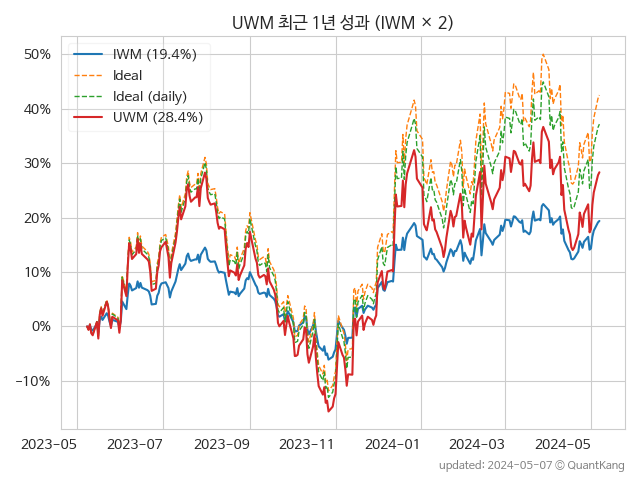 UWM 최근 1년 성과 (IWM × 2)
IWM (19.4%)
Ideal
Ideal (daily)
UWM (28.4%)
50%
40%
30%
20%
10%
0%
−10%
2023-05 2023-07 2023-09 2023-11 2024-01 2024-03 2024-05
updated: 2024-05-07 © QuantKang